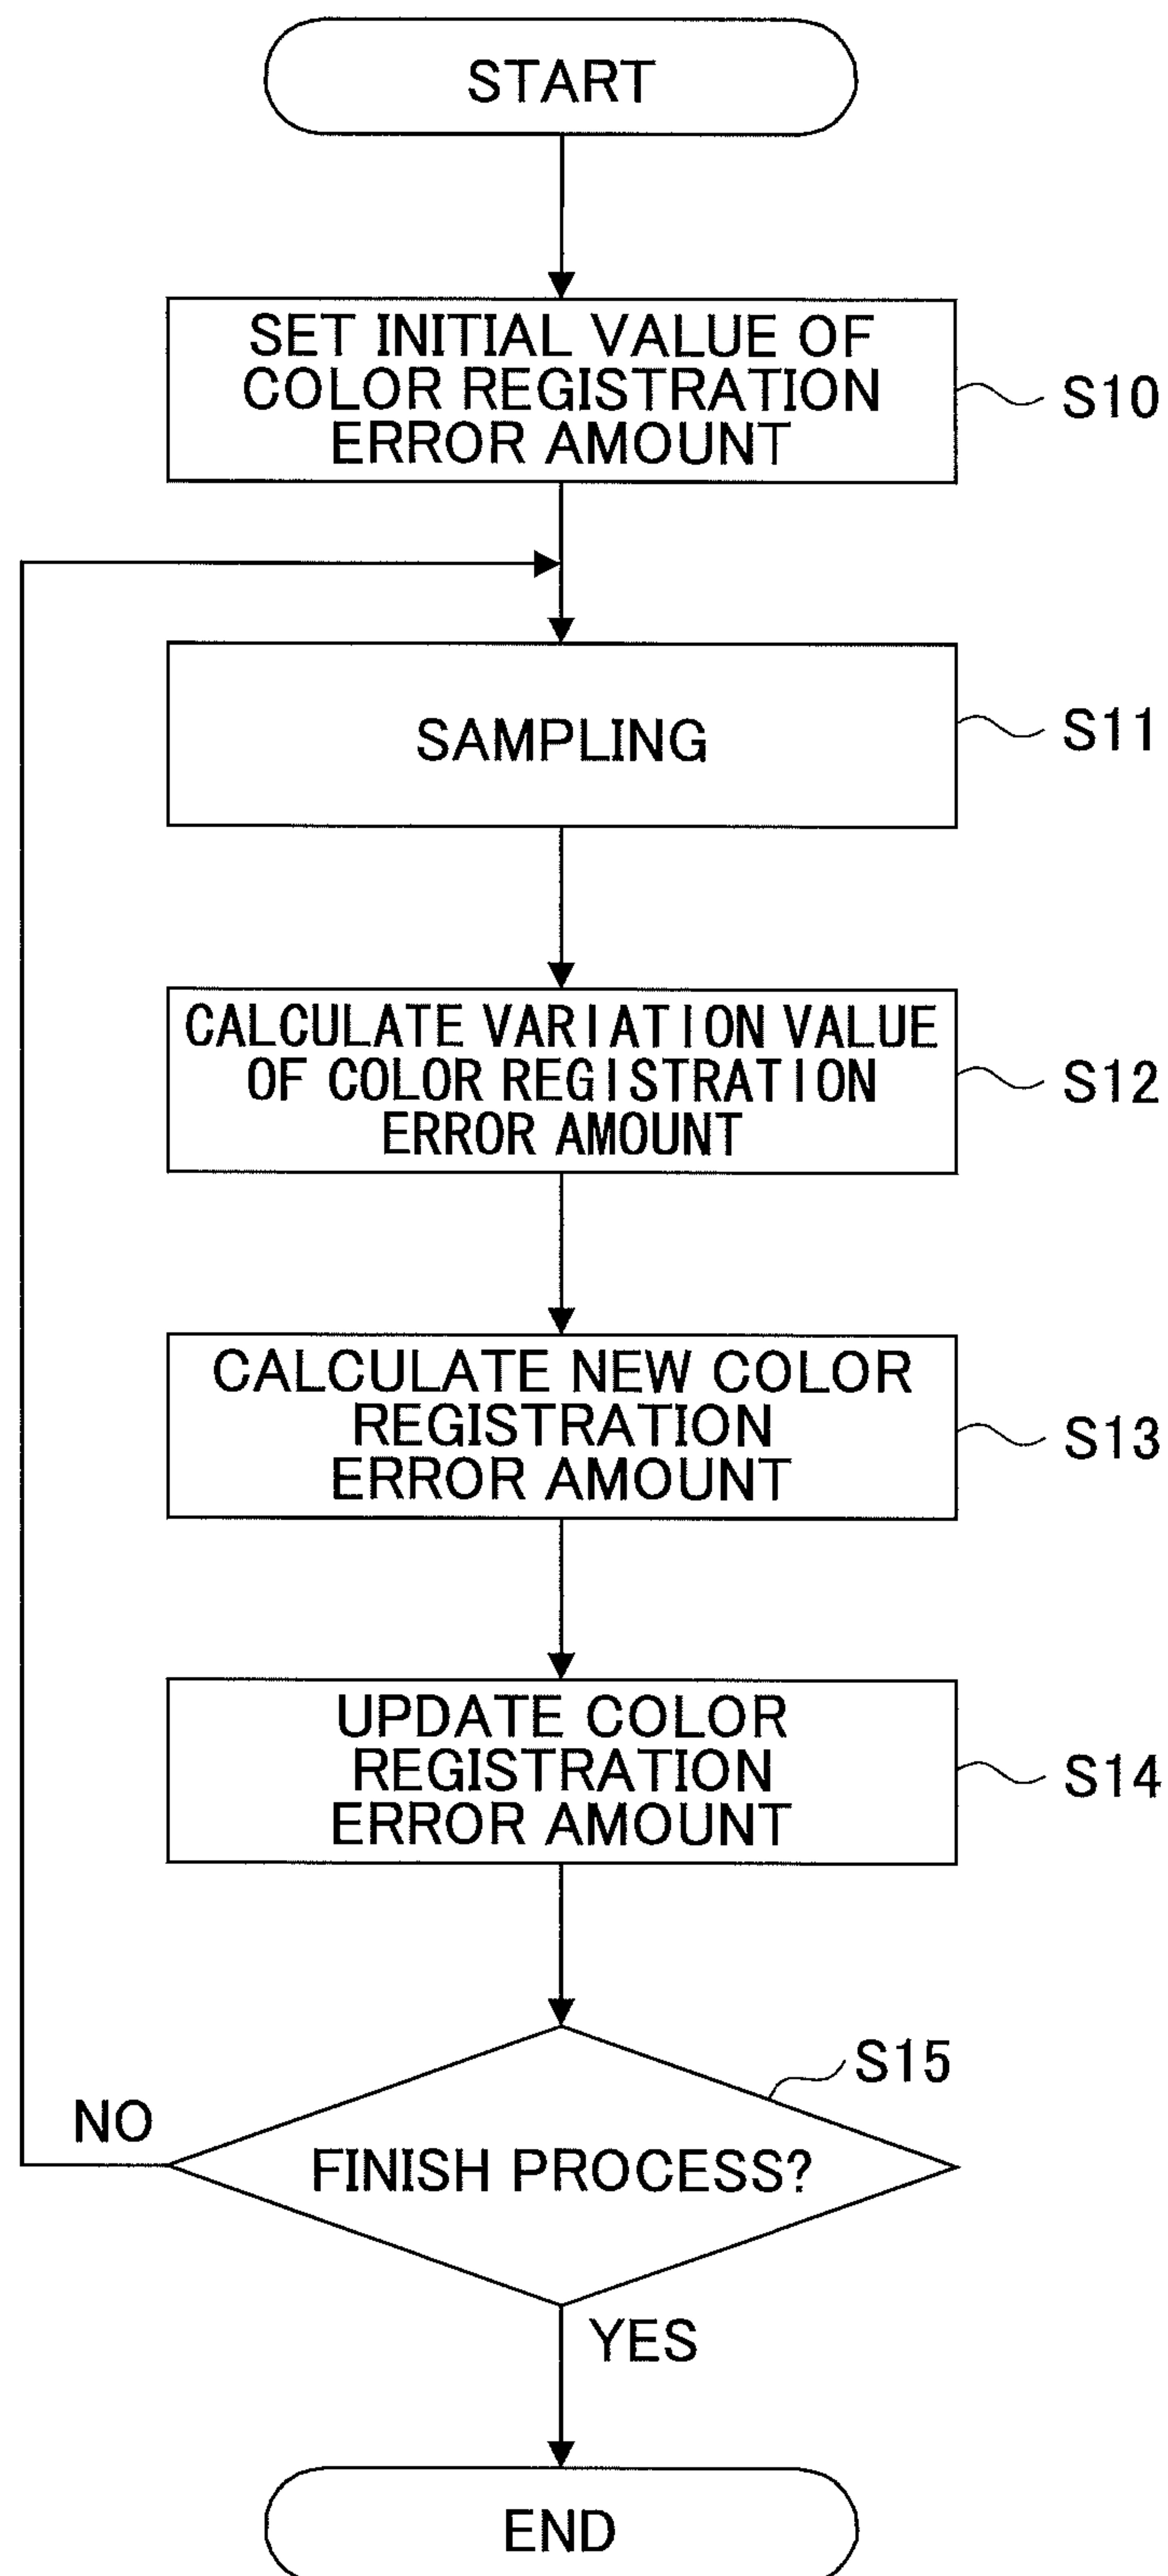 START
SET INITIAL VALUE OF
COLOR REGISTRATION
ERROR AMOUNT
S10
SAMPLING
S11
CALCULATE VARIATION VALUE
OF COLOR REGISTRATION
ERROR AMOUNT
S12
CALCULATE NEW COLOR
REGISTRATION
ERROR AMOUNT
S13
UPDATE COLOR
REGISTRATION
ERROR AMOUNT
S14
S15
NO
FINISH PROCESS?
YES
END